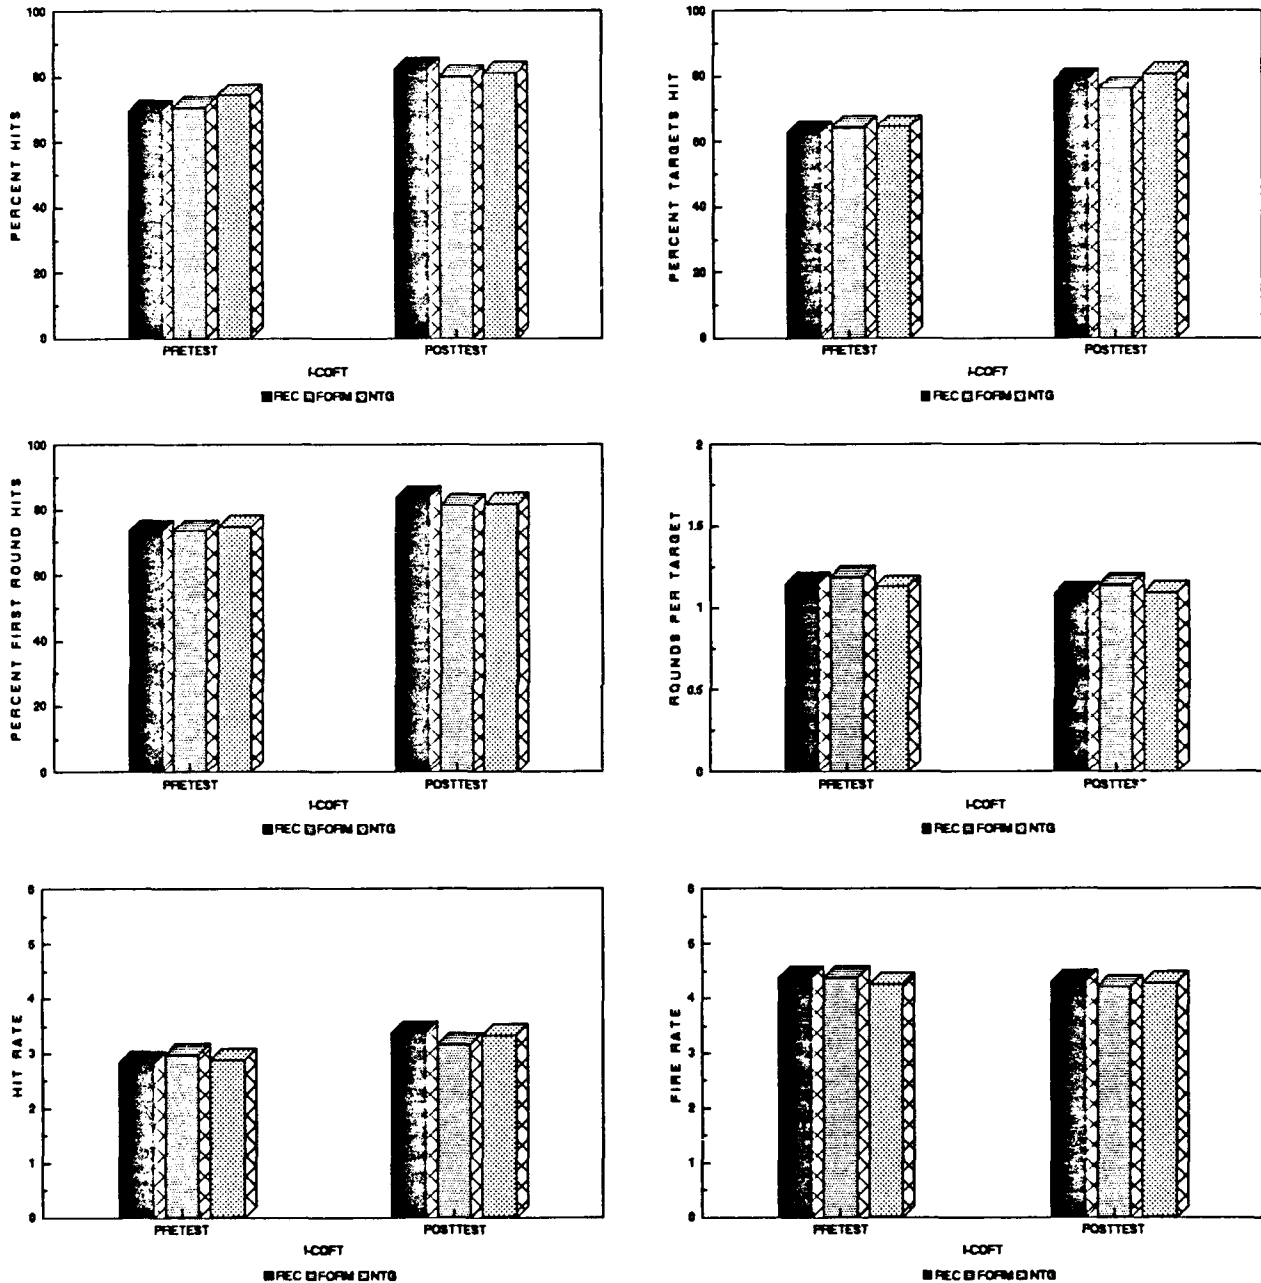 PERCENT HITS
100
80
60
40
20
0
PRETEST POSTTEST
I-COFT
REC FORM NTG
PERCENT TARGETS HIT
100
80
60
40
20
0
PRETEST POSTTEST
I-COFT
REC FORM NTG
PERCENT FIRST ROUND HITS
100
80
60
40
20
0
PRETEST POSTTEST
I-COFT
REC FORM NTG
ROUNDS PER TARGET
2
1.5
1
0.5
0
PRETEST POSTTEST
I-COFT
REC FORM NTG
HIT RATE
6
5
4
3
2
1
0
PRETEST POSTTEST
I-COFT
REC FORM NTG
FIRE RATE
6
5
4
3
2
1
0
PRETEST POSTTEST
I-COFT
REC FORM NTG